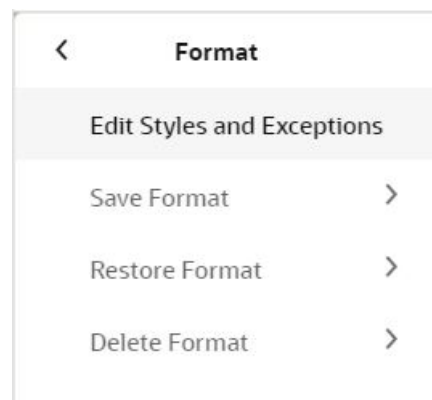 Format
Edit Styles and Exceptions
Save Format
Restore Format
Delete Format